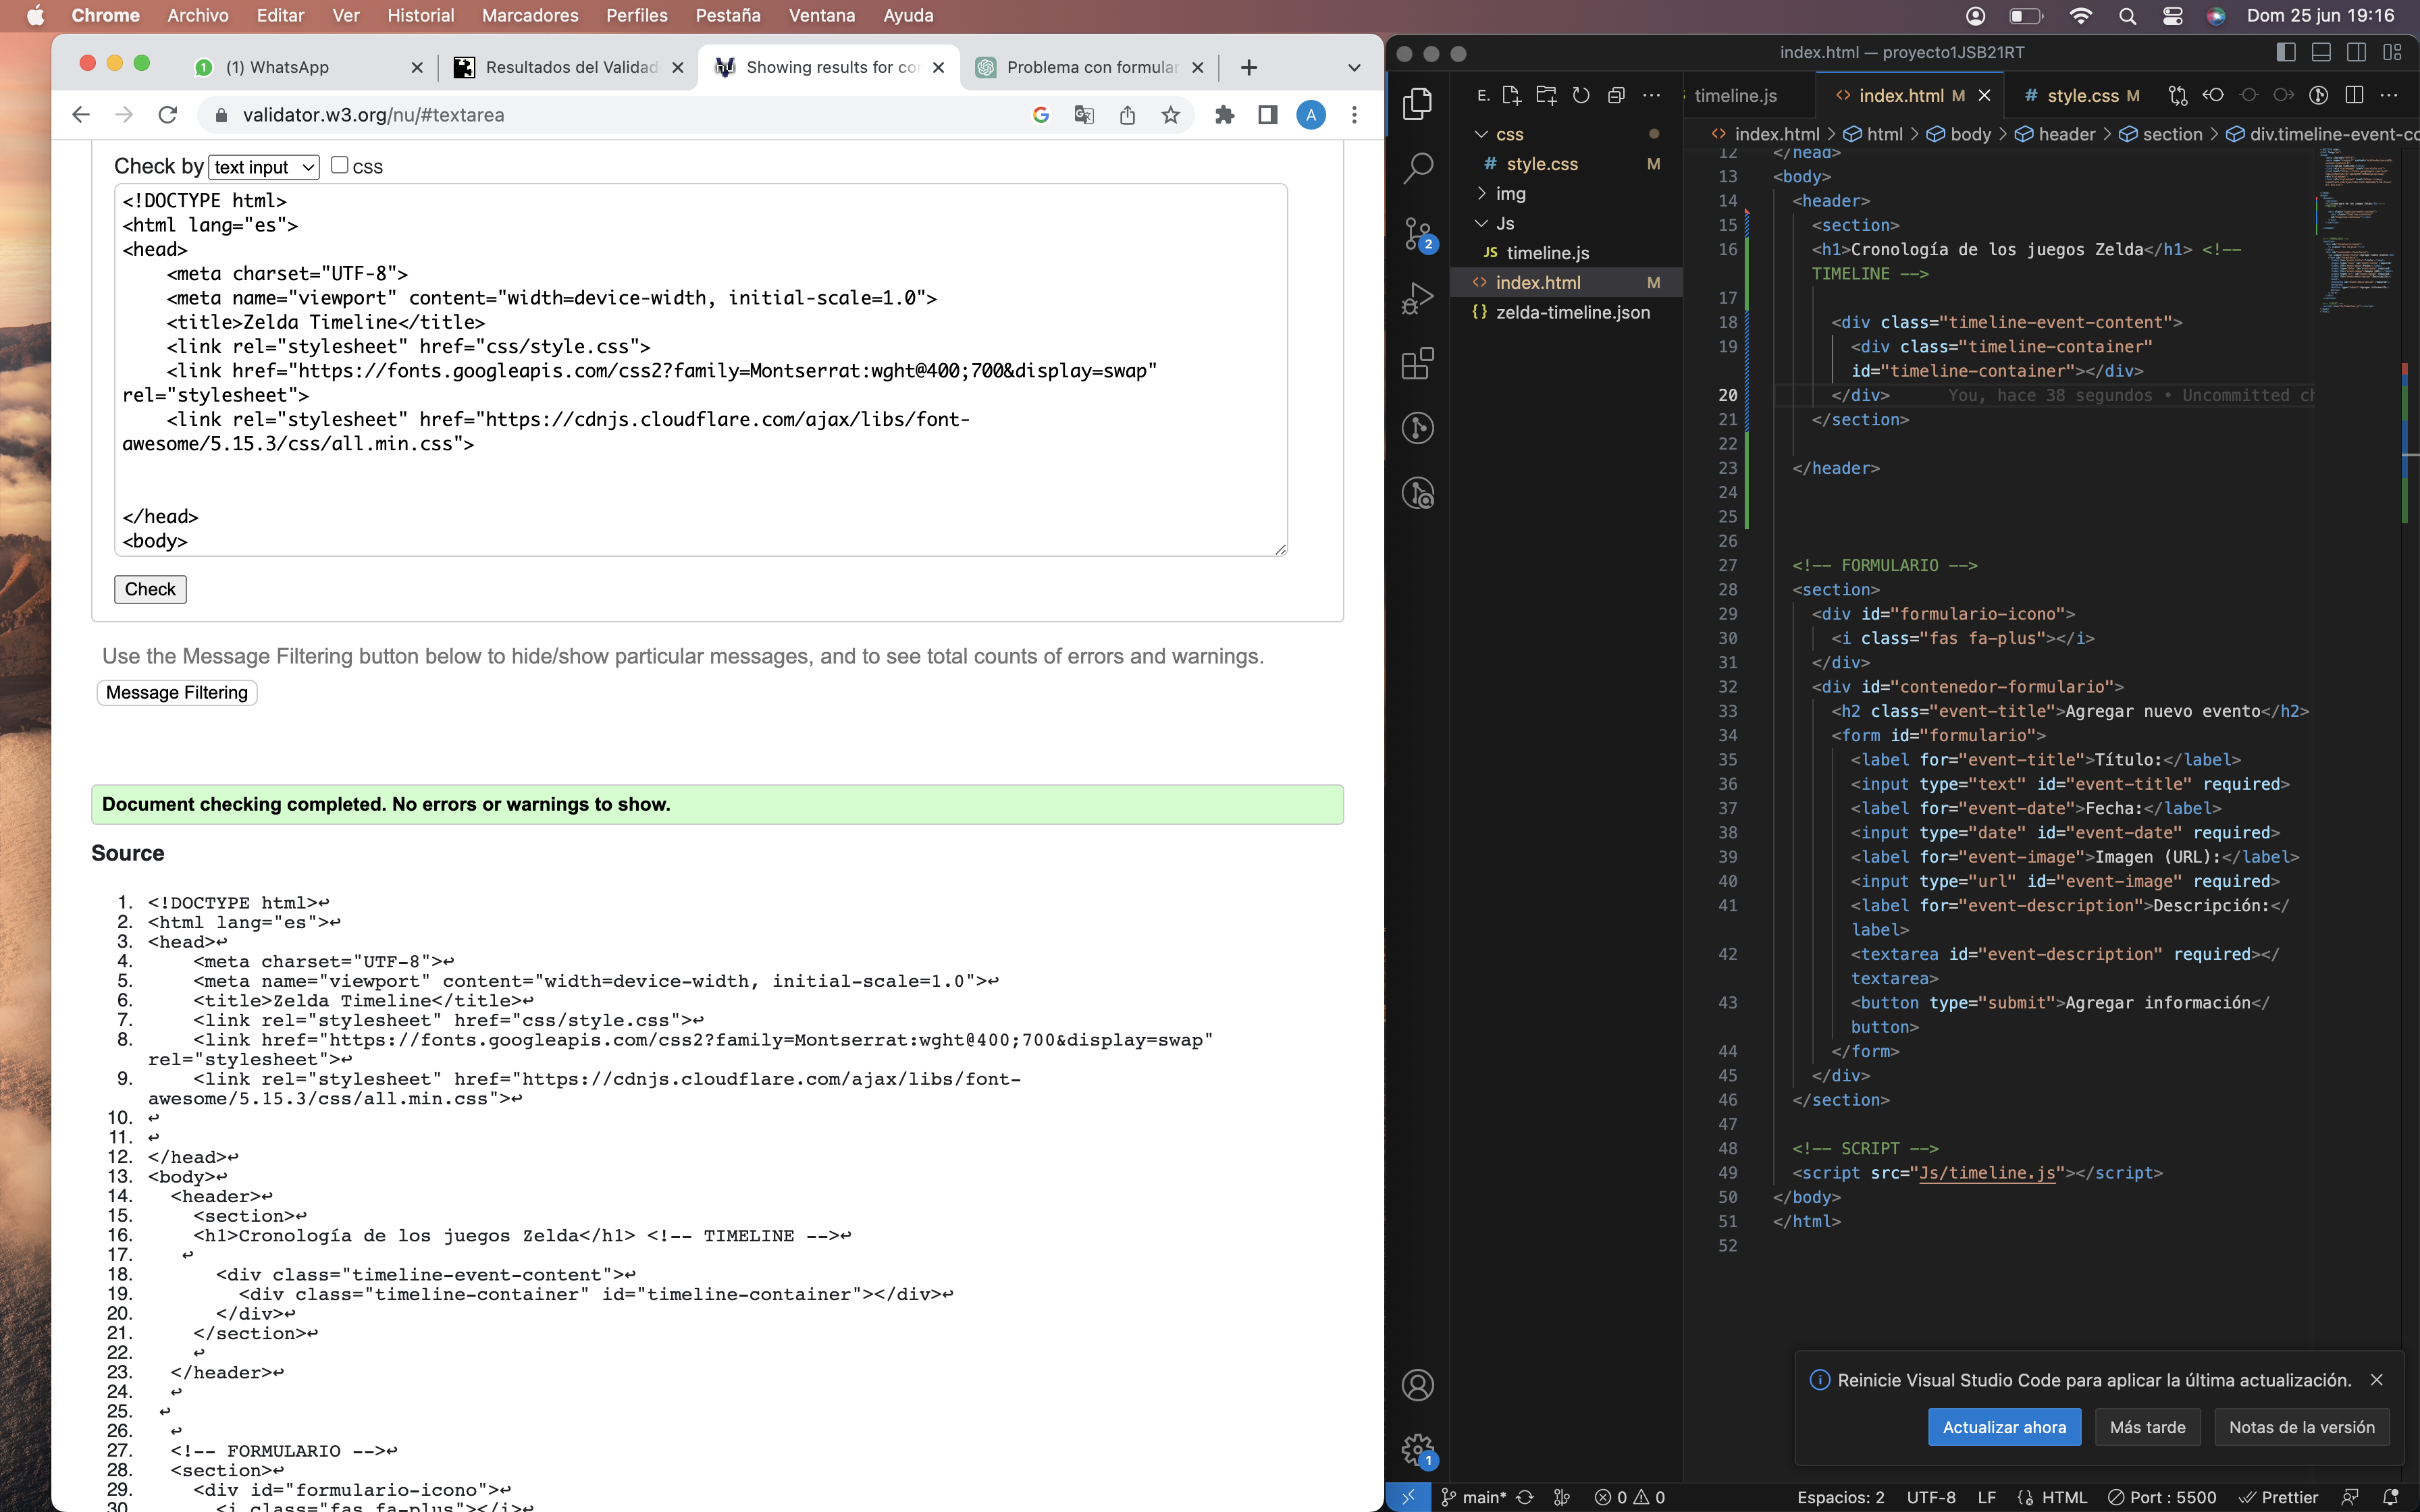 Chrome Archivo Editar Ver Historial Marcadores Perfiles Pestaña Ventana Ayuda Dom 25 jun 19:16
1 (1) WhatsApp
Resultados del Validad
Showing results for co
Problema con formular
validator.w3.org/nu/#textarea
A
Check by text input CSS
<!DOCTYPE html>
<html lang="es">
<head>
<meta charset="UTF-8">
<meta name="viewport" content="width=device-width, initial-scale=1.0">
<title>Zelda Timeline</title>
<link rel="stylesheet" href="css/style.css">
<link href="https://fonts.googleapis.com/css2?family=Montserrat:wght@400;700&display=swap"
rel="stylesheet">
<link rel="stylesheet" href="https://cdnjs.cloudflare.com/ajax/libs/font-
awesome/5.15.3/css/all.min.css">
</head>
<body>
Check
Use the Message Filtering button below to hide/show particular messages, and to see total counts of errors and warnings.
Message Filtering
Document checking completed. No errors or warnings to show.
Source
1. <!DOCTYPE html>↩
2. <html lang="es">↩
3. <head>↩
4. <meta charset="UTF-8">↩
5. <meta name="viewport" content="width=device-width, initial-scale=1.0">↩
6. <title>Zelda Timeline</title>↩
7. <link rel="stylesheet" href="css/style.css">↩
8. <link href="https://fonts.googleapis.com/css2?family=Montserrat:wght@400;700&display=swap"
rel="stylesheet">↩
9. <link rel="stylesheet" href="https://cdnjs.cloudflare.com/ajax/libs/font-
awesome/5.15.3/css/all.min.css">↩
10. ↩
11. ↩
12. </head>↩
13. <body>↩
14. <header>↩
15. <section>↩
16. <h1>Cronología de los juegos Zelda</h1> <!-- TIMELINE -->↩
17. ↩
18. <div class="timeline-event-content">↩
19. <div class="timeline-container" id="timeline-container"></div>↩
20. </div>↩
21. </section>↩
22. ↩
23. </header>↩
24. ↩
25. ↩
26. ↩
27. <!-- FORMULARIO -->↩
28. <section>↩
29. <div id="formulario-icono">↩
30. <i class="fas fa-plus"></i>↩
index.html — proyecto1JSB21RT
E.
css
# style.css M
img
Js
JS timeline.js
<> index.html M
{} zelda-timeline.json
2
1
timeline.js
<> index.html M
# style.css M
<> index.html > html > body > header > section > div.timeline-event-co
12 </head>
13 <body>
14 <header>
15 <section>
16 <h1>Cronología de los juegos Zelda</h1> <!--
TIMELINE -->
17
18 <div class="timeline-event-content">
19 <div class="timeline-container"
id="timeline-container"></div>
20 </div> You, hace 38 segundos • Uncommitted ch
21 </section>
22
23 </header>
24
25
26
27 <!-- FORMULARIO -->
28 <section>
29 <div id="formulario-icono">
30 <i class="fas fa-plus"></i>
31 </div>
32 <div id="contenedor-formulario">
33 <h2 class="event-title">Agregar nuevo evento</h2>
34 <form id="formulario">
35 <label for="event-title">Título:</label>
36 <input type="text" id="event-title" required>
37 <label for="event-date">Fecha:</label>
38 <input type="date" id="event-date" required>
39 <label for="event-image">Imagen (URL):</label>
40 <input type="url" id="event-image" required>
41 <label for="event-description">Descripción:</
label>
42 <textarea id="event-description" required></
textarea>
43 <button type="submit">Agregar información</
button>
44 </form>
45 </div>
46 </section>
47
48 <!-- SCRIPT -->
49 <script src="Js/timeline.js"></script>
50 </body>
51 </html>
52
Reinicie Visual Studio Code para aplicar la última actualización.
Actualizar ahora
Más tarde
Notas de la versión
main* 0 0 Espacios: 2 UTF-8 LF {} HTML Port : 5500 Prettier